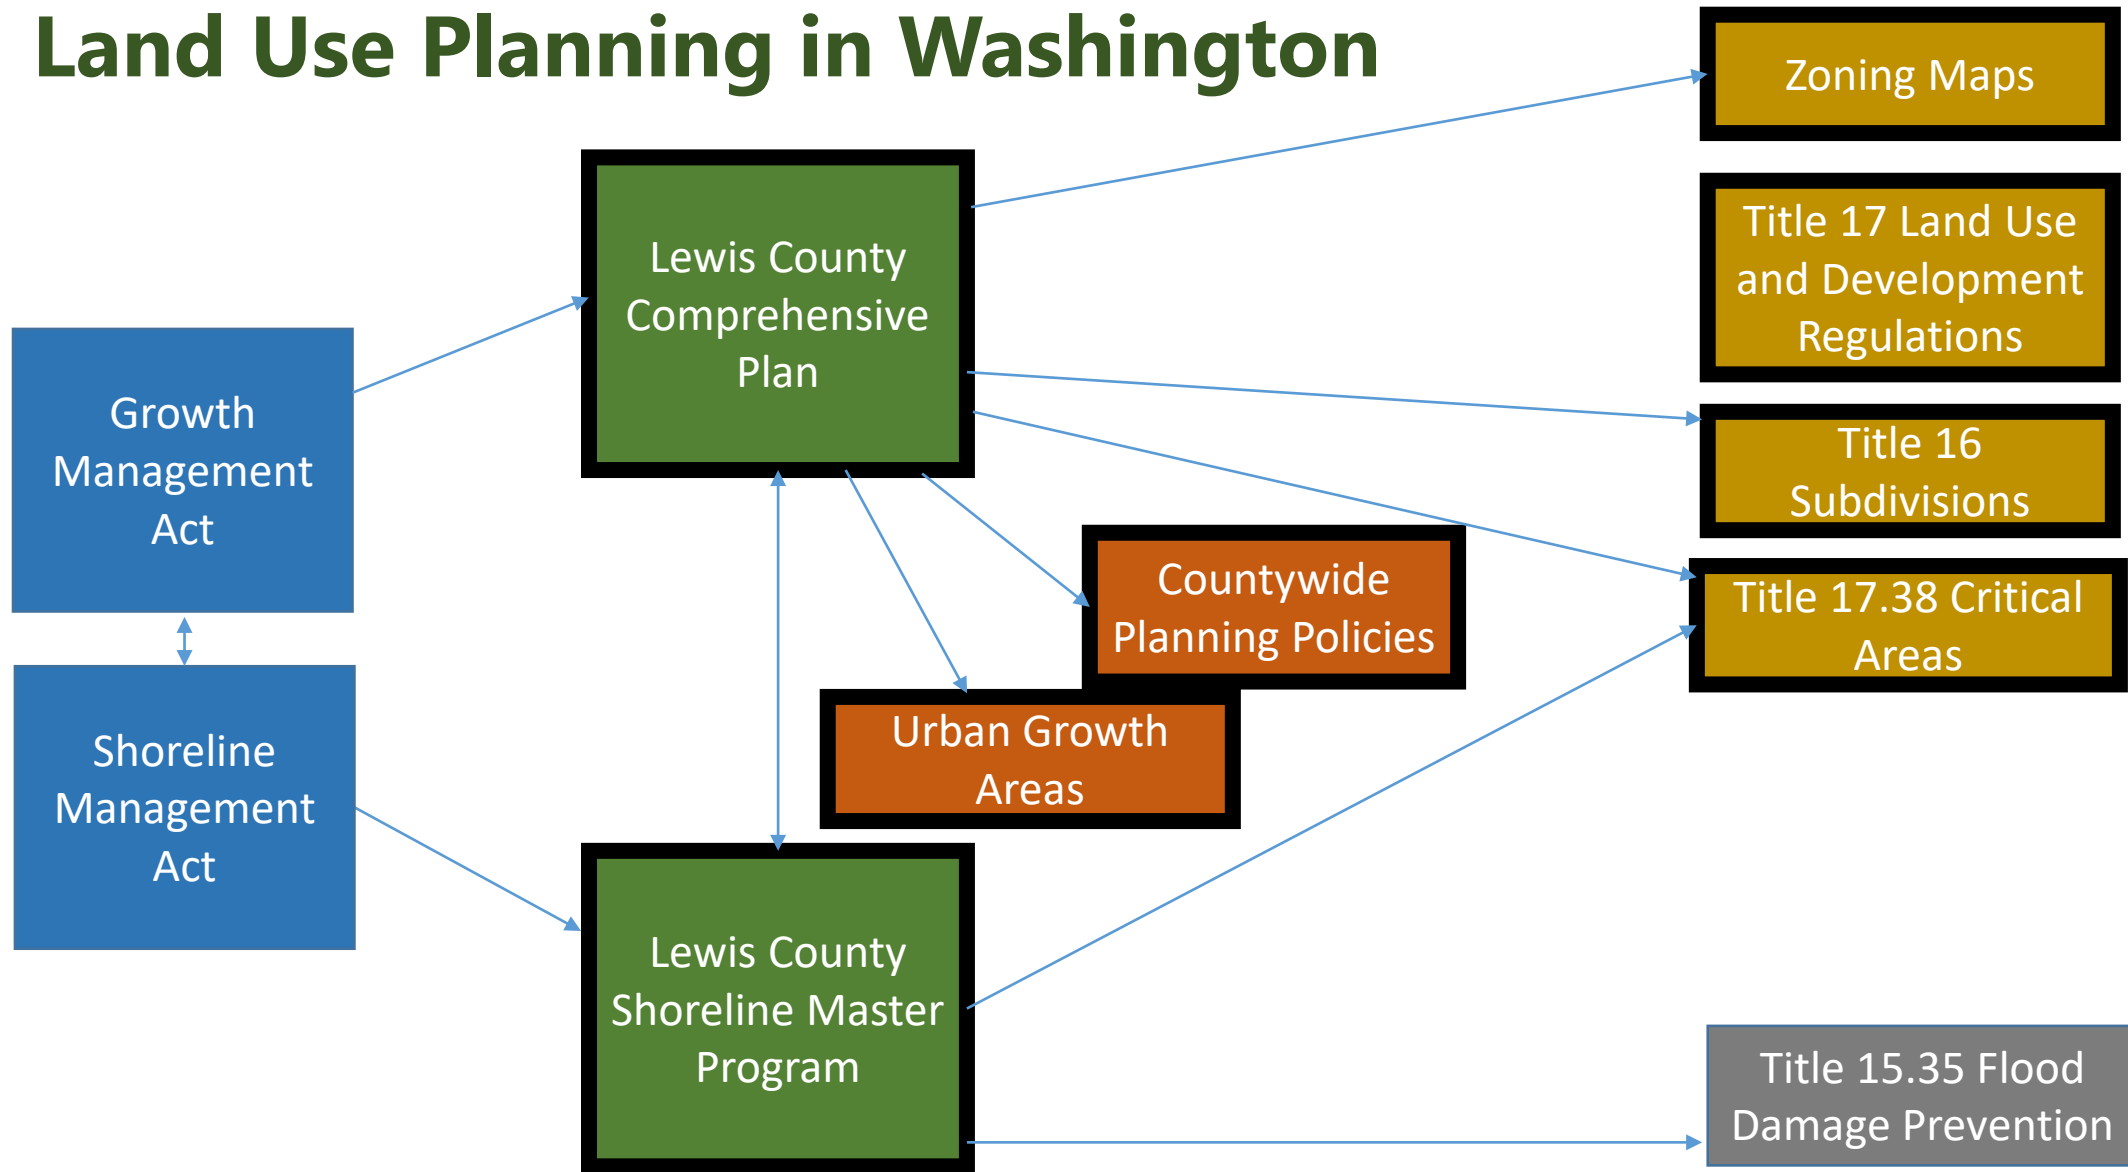 Land Use Planning in Washington
Zoning Maps
Title 17 Land Use
and Development
Regulations
Lewis County
Comprehensive
Plan
Growth
Management
Act
Title 16
Subdivisions
Countywide
Planning Policies
Title 17.38 Critical
Areas
Urban Growth
Areas
Shoreline
Management
Act
Lewis County
Shoreline Master
Program
Title 15.35 Flood
Damage Prevention